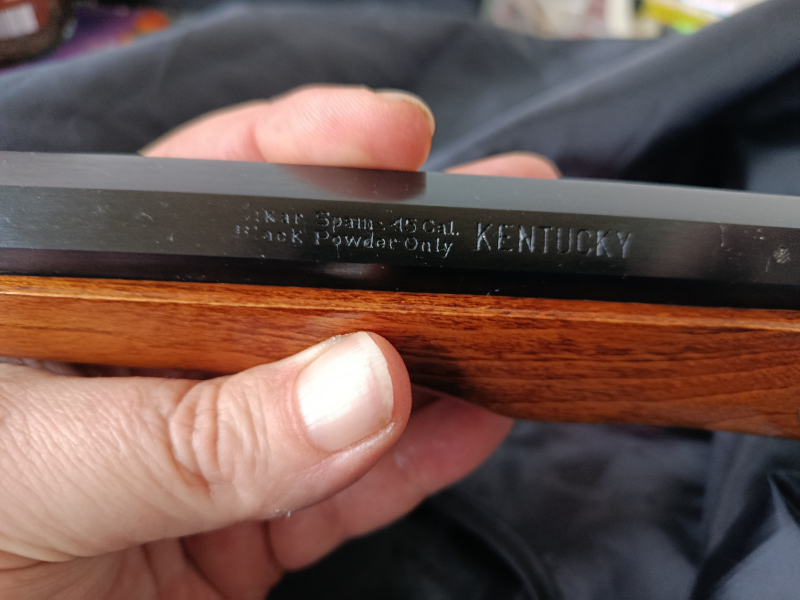 Spain .45 Cal.
Black Powder Only
KENTUCKY